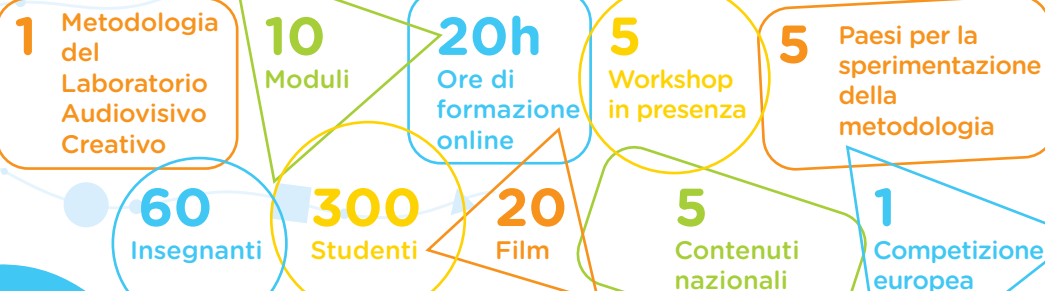 1
Metodologia
del
Laboratorio
Audiovisivo
Creativo
10
Moduli
20h
Ore di
formazione
online
5
Workshop
in presenza
5
Paesi per la
sperimentazione
della
metodologia
60
Insegnanti
300
Studenti
20
Film
5
Contenuti
nazionali
1
Competizione
europea